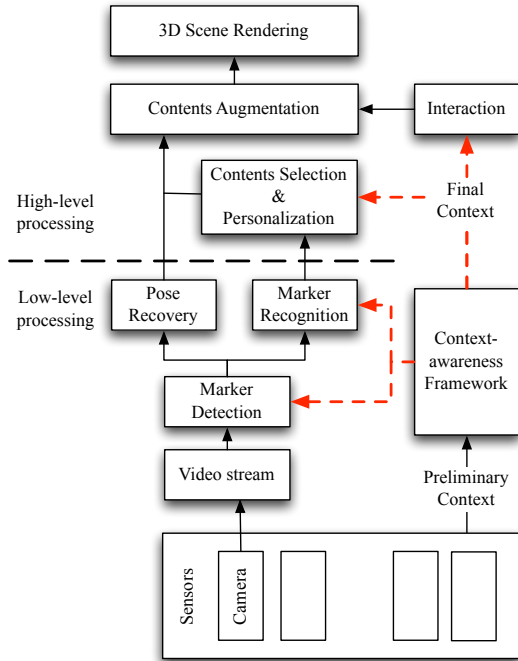 3D Scene Rendering
Contents Augmentation
Interaction
Contents Selection
&
Personalization
Final
Context
High-level
processing
Low-level
processing
Pose
Recovery
Marker
Recognition
Context-
awareness
Framework
Marker
Detection
Video stream
Preliminary
Context
Sensors
Camera